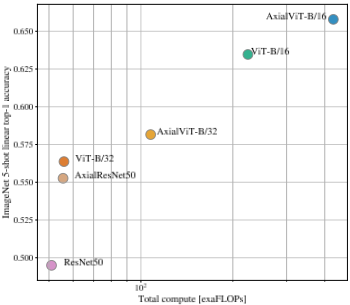 ImageNet 5-shot linear top-1 accuracy
0.650
0.625
0.600
0.575
0.550
0.525
0.500
AxialViT-B/16
ViT-B/16
AxialViT-B/32
ViT-B/32
AxialResNet50
ResNet50
10²
Total compute [exaFLOPs]